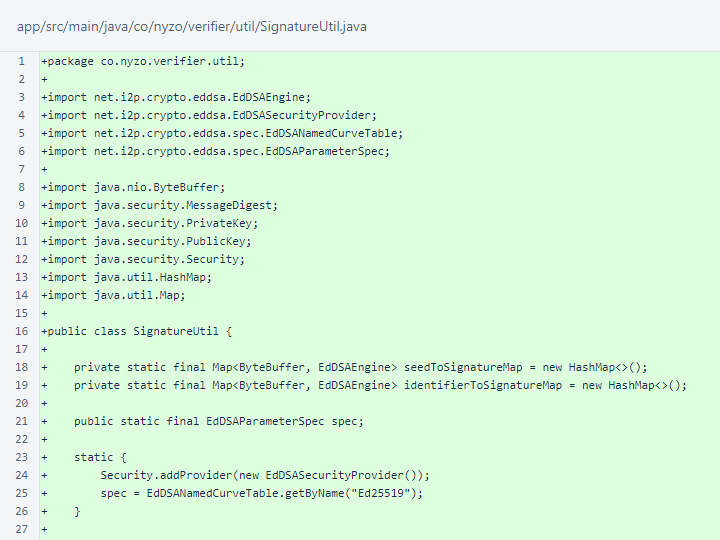 app/src/main/java/co/nyzo/verifier/util/SignatureUtil.java
1 +package co.nyzo.verifier.util;
2 +
3 +import net.i2p.crypto.eddsa.EdDSAEngine;
4 +import net.i2p.crypto.eddsa.EdDSASecurityProvider;
5 +import net.i2p.crypto.eddsa.spec.EdDSANamedCurveTable;
6 +import net.i2p.crypto.eddsa.spec.EdDSAParameterSpec;
7 +
8 +import java.nio.ByteBuffer;
9 +import java.security.MessageDigest;
10 +import java.security.PrivateKey;
11 +import java.security.PublicKey;
12 +import java.security.Security;
13 +import java.util.HashMap;
14 +import java.util.Map;
15 +
16 +public class SignatureUtil {
17 +
18 +    private static final Map<ByteBuffer, EdDSAEngine> seedToSignatureMap = new HashMap<>();
19 +    private static final Map<ByteBuffer, EdDSAEngine> identifierToSignatureMap = new HashMap<>();
20 +
21 +    public static final EdDSAParameterSpec spec;
22 +
23 +    static {
24 +        Security.addProvider(new EdDSASecurityProvider());
25 +        spec = EdDSANamedCurveTable.getByName("Ed25519");
26 +    }
27 +